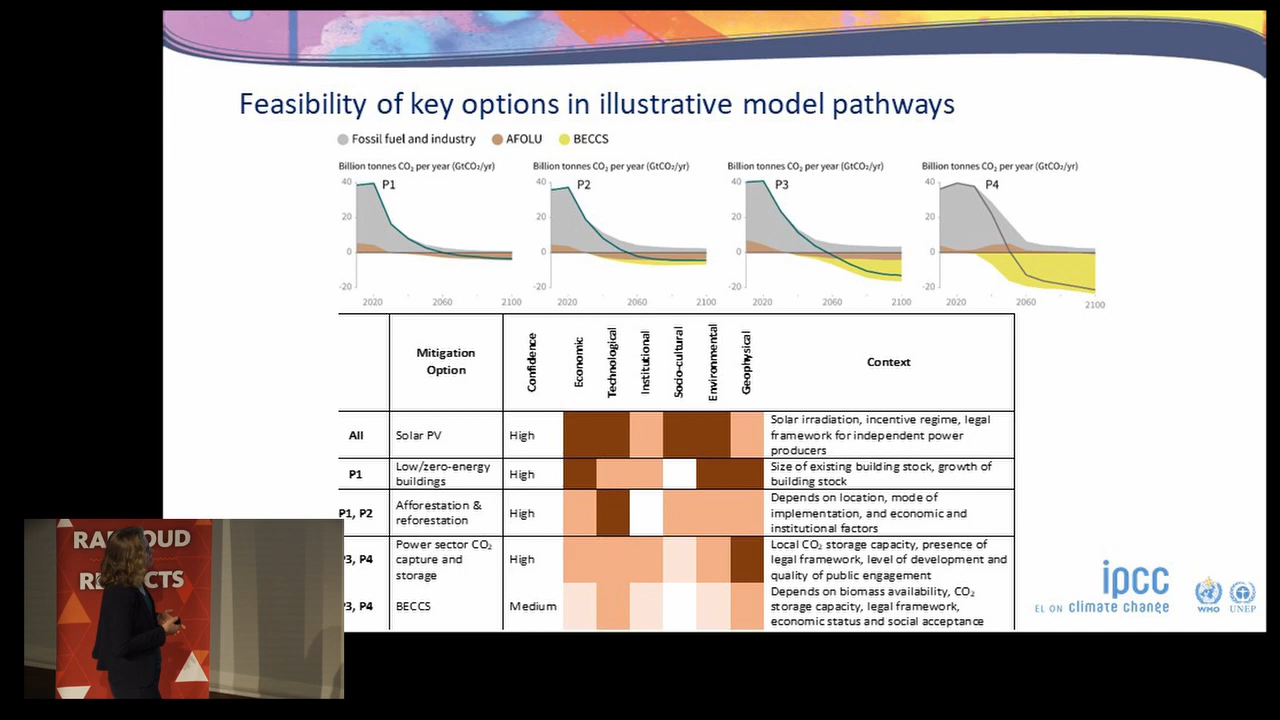 Feasibility of key options in illustrative model pathways
Fossil fuel and industry AFOLU BECCS
Billion tonnes CO₂ per year (GtCO₂/yr) Billion tonnes CO₂ per year (GtCO₂/yr) Billion tonnes CO₂ per year (GtCO₂/yr) Billion tonnes CO₂ per year (GtCO₂/yr)
40 P1 40 P2 40 P3 40 P4
20 20 20 20
0 0 0 0
-20 -20 -20 -20
2020 2060 2100 2020 2060 2100 2020 2060 2100 2020 2060 2100
Mitigation
Option
Confidence
Economic
Technological
Institutional
Socio-cultural
Environmental
Geophysical
Context
All Solar PV High
Solar irradiation, incentive regime, legal
framework for independent power
producers
P1
Low/zero-energy
buildings
High
Size of existing building stock, growth of
building stock
P1, P2
Afforestation &
reforestation
High
Depends on location, mode of
implementation, and economic and
institutional factors
P3, P4
Power sector CO₂
capture and
storage
High
Local CO₂ storage capacity, presence of
legal framework, level of development and
quality of public engagement
P3, P4 BECCS Medium
Depends on biomass availability, CO₂
storage capacity, legal framework,
economic status and social acceptance
ipcc
EL ON climate change
WMO UNEP